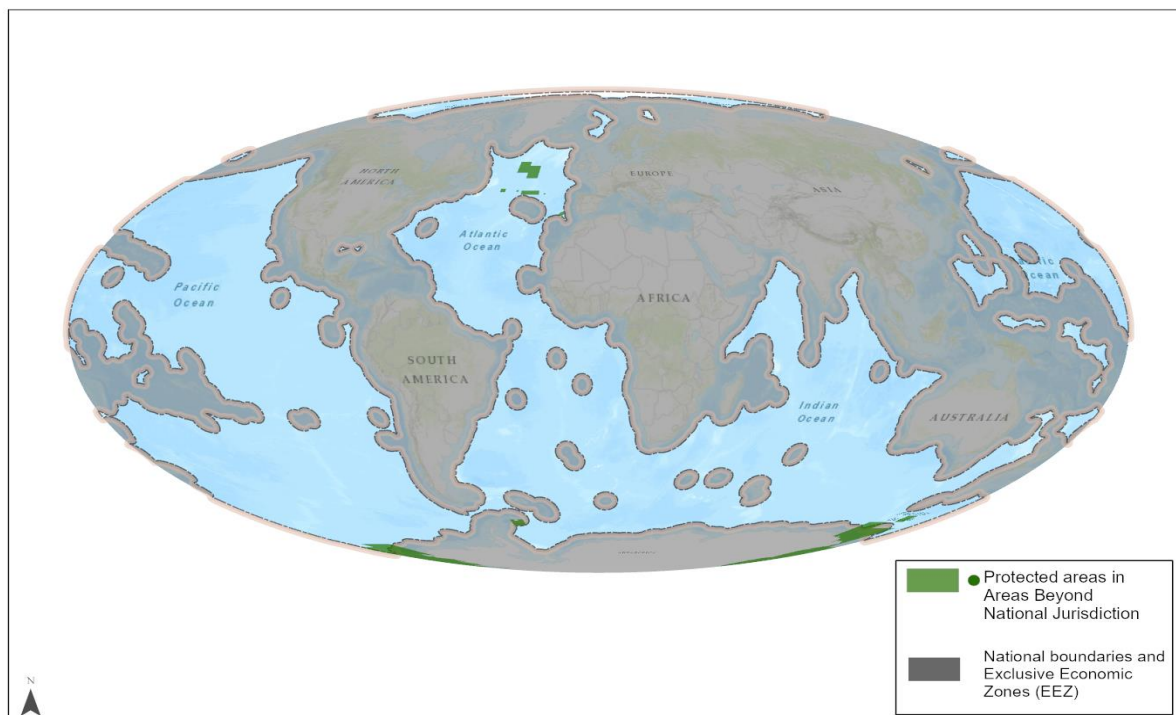 NORTH
AMERICA
EUROPE
ASIA
Atlantic
Ocean
Pacific
Ocean
Ocean
AFRICA
SOUTH
AMERICA
Indian
Ocean
AUSTRALIA
Protected areas in
Areas Beyond
National Jurisdiction
National boundaries and
Exclusive Economic
Zones (EEZ)
N